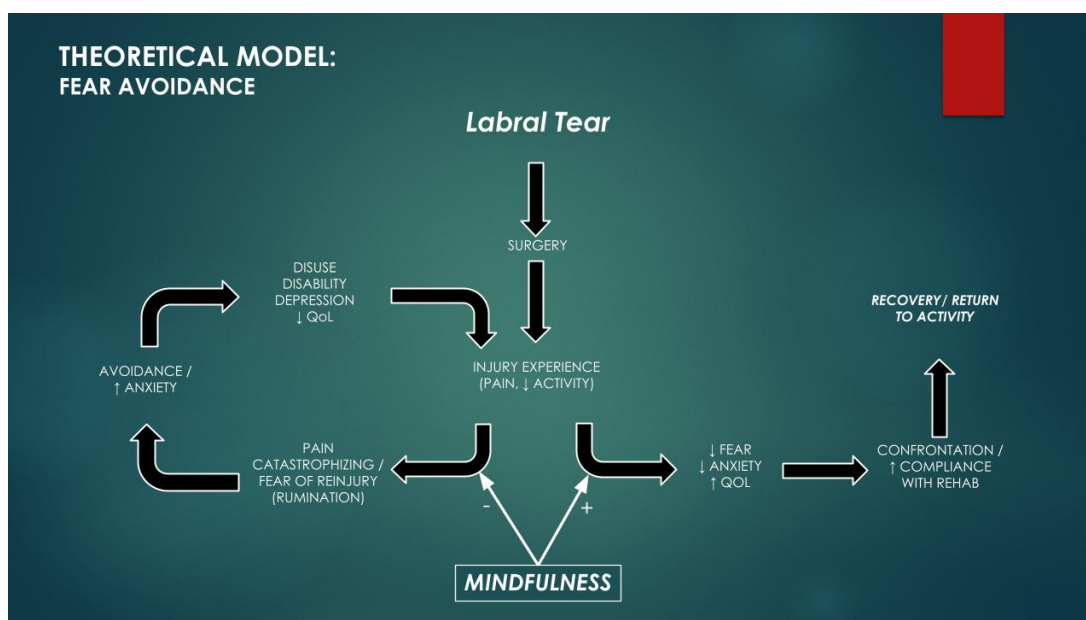 THEORETICAL MODEL:
FEAR AVOIDANCE
Labral Tear
SURGERY
DISUSE
DISABILITY
DEPRESSION
↓ QoL
RECOVERY/ RETURN
TO ACTIVITY
AVOIDANCE /
↑ ANXIETY
INJURY EXPERIENCE
(PAIN, ↓ ACTIVITY)
PAIN
CATASTROPHIZING /
FEAR OF REINJURY
(RUMINATION)
↓ FEAR
↓ ANXIETY
↑ QOL
CONFRONTATION /
↑ COMPLIANCE
WITH REHAB
-
+
MINDFULNESS